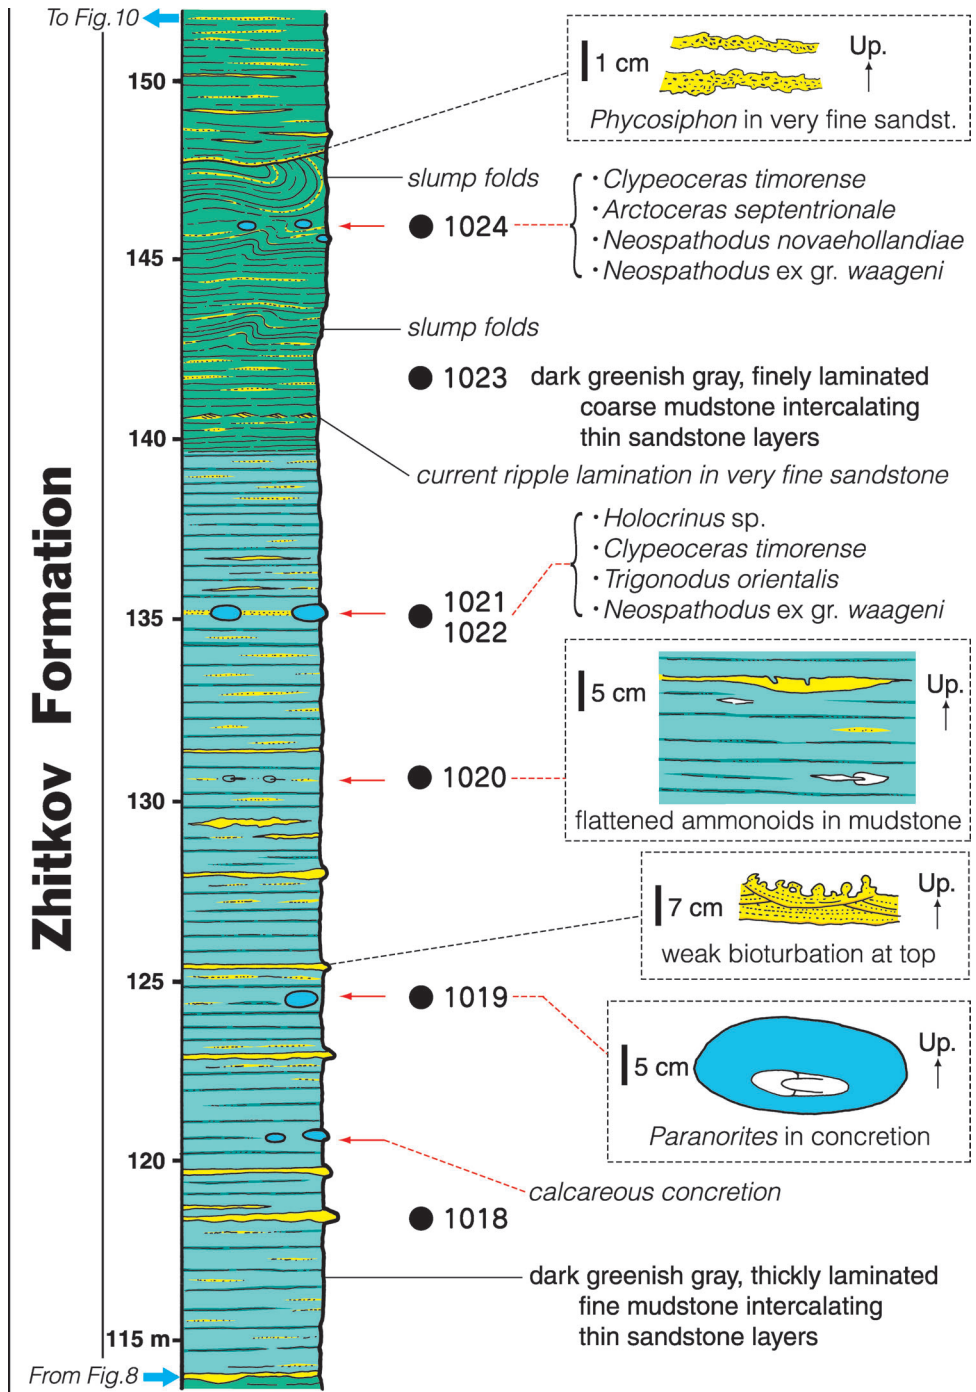 To Fig.10
150
1 cm
Up.
Phycosiphon in very fine sandst.
slump folds
1024
・Clypeoceras timorense
・Arctoceras septentrionale
・Neospathodus novaehollandiae
・Neospathodus ex gr. waageni
145
slump folds
1023
dark greenish gray, finely laminated
coarse mudstone intercalating
thin sandstone layers
140
current ripple lamination in very fine sandstone
・Holocrinus sp.
・Clypeoceras timorense
・Trigonodus orientalis
・Neospathodus ex gr. waageni
1021
1022
135
5 cm
Up.
flattened ammonoids in mudstone
1020
130
7 cm
Up.
weak bioturbation at top
125
1019
5 cm
Up.
Paranorites in concretion
120
calcareous concretion
1018
dark greenish gray, thickly laminated
fine mudstone intercalating
thin sandstone layers
115 m
From Fig.8
Zhitkov Formation